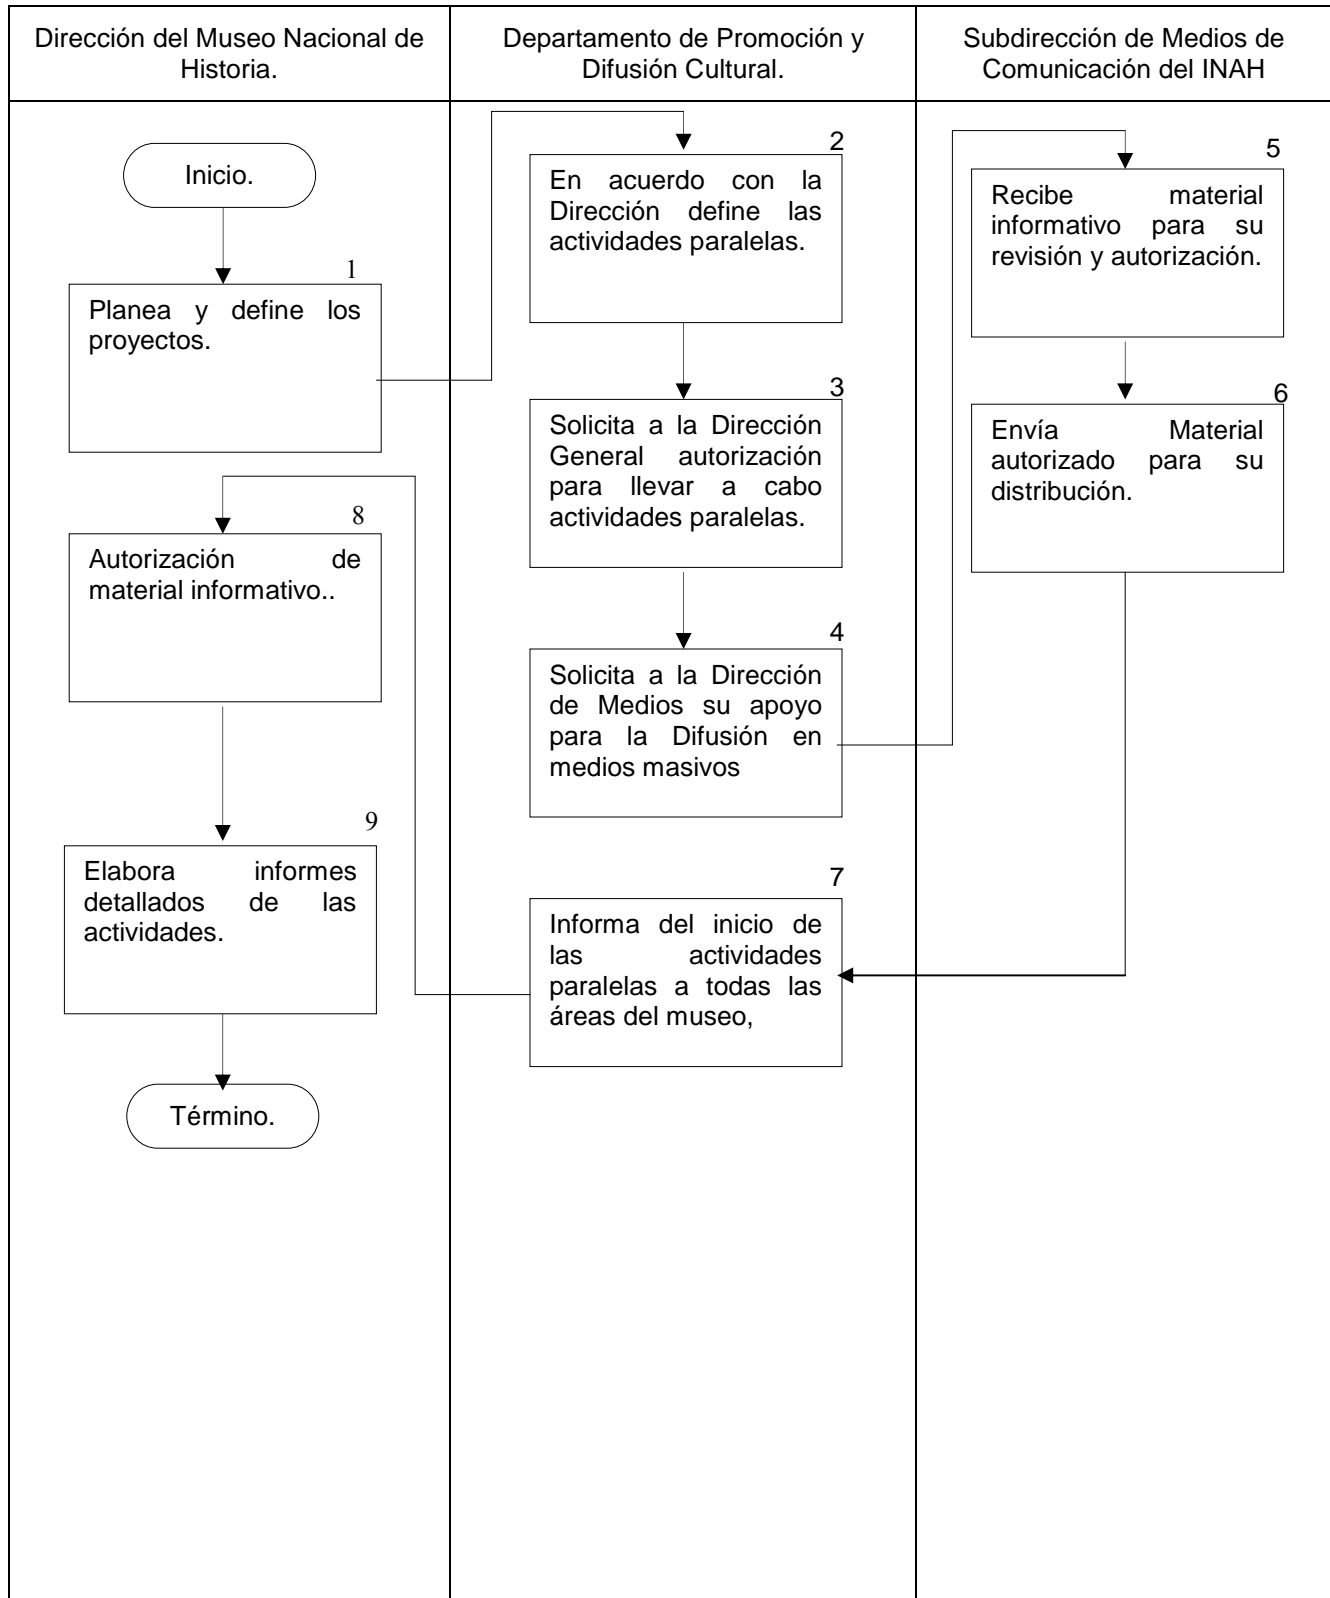 Dirección del Museo Nacional de
Historia.
Departamento de Promoción y
Difusión Cultural.
Subdirección de Medios de
Comunicación del INAH
Inicio.
1
Planea y define los
proyectos.
2
En acuerdo con la
Dirección define las
actividades paralelas.
3
Solicita a la Dirección
General autorización
para llevar a cabo
actividades paralelas.
4
Solicita a la Dirección
de Medios su apoyo
para la Difusión en
medios masivos
5
Recibe material
informativo para su
revisión y autorización.
6
Envía Material
autorizado para su
distribución.
7
Informa del inicio de
las actividades
paralelas a todas las
áreas del museo,
8
Autorización de
material informativo..
9
Elabora informes
detallados de las
actividades.
Término.